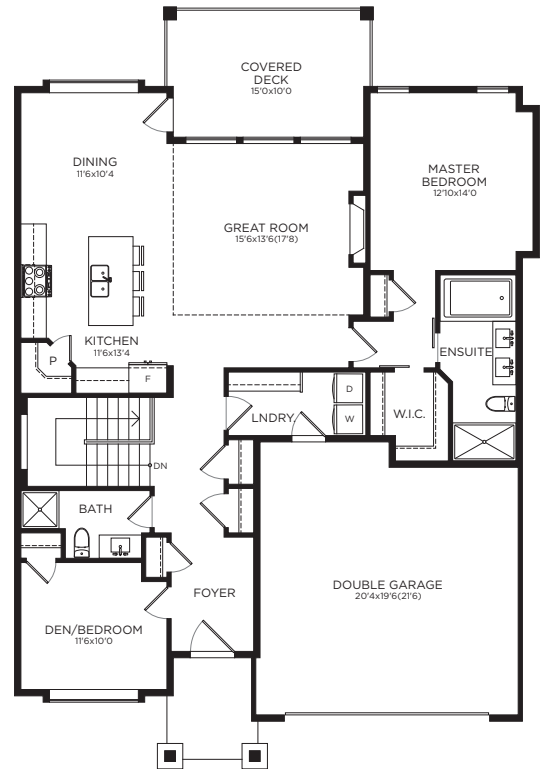 COVERED
DECK
15'0x10'0
DINING
11'6x10'4
MASTER
BEDROOM
12'10x14'0
GREAT ROOM
15'6x13'6(17'8)
KITCHEN
11'6x13'4
ENSUITE
P
F
D
W
LNDRY
W.I.C.
DN
BATH
FOYER
DOUBLE GARAGE
20'4x19'6(21'6)
DEN/BEDROOM
11'6x10'0